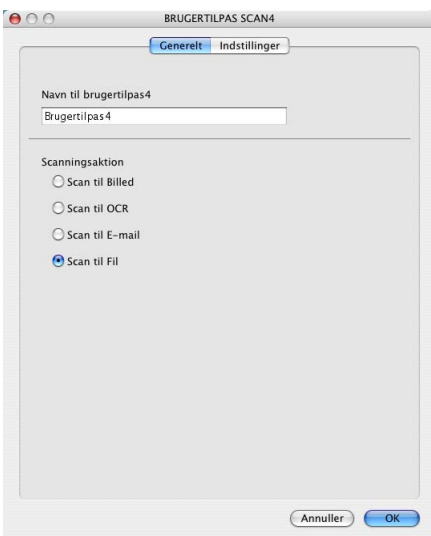 BRUGERTILPAS SCAN4
Generelt Indstillinger
Navn til brugertilpas4
Brugertilpas4
Scanningsaktion
Scan til Billed
Scan til OCR
Scan til E-mail
Scan til Fil
Annuller OK